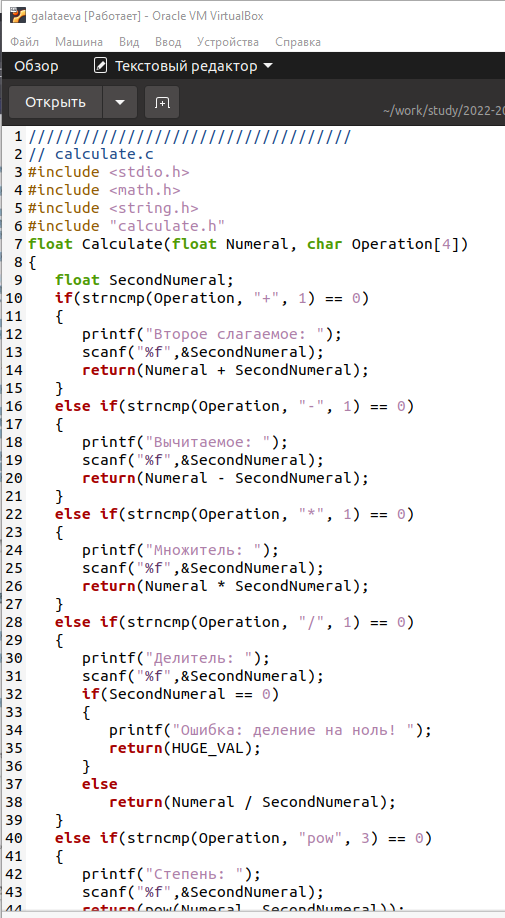 galataeva [Работает] - Oracle VM VirtualBox
Файл Машина Вид Ввод Устройства Справка
Обзор Текстовый редактор
Открыть
~/work/study/2022-20
1 /////////////////////////////////////
2 // calculate.c
3 #include <stdio.h>
4 #include <math.h>
5 #include <string.h>
6 #include "calculate.h"
7 float Calculate(float Numeral, char Operation[4])
8 {
9    float SecondNumeral;
10    if(strncmp(Operation, "+", 1) == 0)
11    {
12       printf("Второе слагаемое: ");
13       scanf("%f",&SecondNumeral);
14       return(Numeral + SecondNumeral);
15    }
16    else if(strncmp(Operation, "-", 1) == 0)
17    {
18       printf("Вычитаемое: ");
19       scanf("%f",&SecondNumeral);
20       return(Numeral - SecondNumeral);
21    }
22    else if(strncmp(Operation, "*", 1) == 0)
23    {
24       printf("Множитель: ");
25       scanf("%f",&SecondNumeral);
26       return(Numeral * SecondNumeral);
27    }
28    else if(strncmp(Operation, "/", 1) == 0)
29    {
30       printf("Делитель: ");
31       scanf("%f",&SecondNumeral);
32       if(SecondNumeral == 0)
33       {
34          printf("Ошибка: деление на ноль! ");
35          return(HUGE_VAL);
36       }
37       else
38          return(Numeral / SecondNumeral);
39    }
40    else if(strncmp(Operation, "pow", 3) == 0)
41    {
42       printf("Степень: ");
43       scanf("%f",&SecondNumeral);
44       return(pow(Numeral, SecondNumeral));